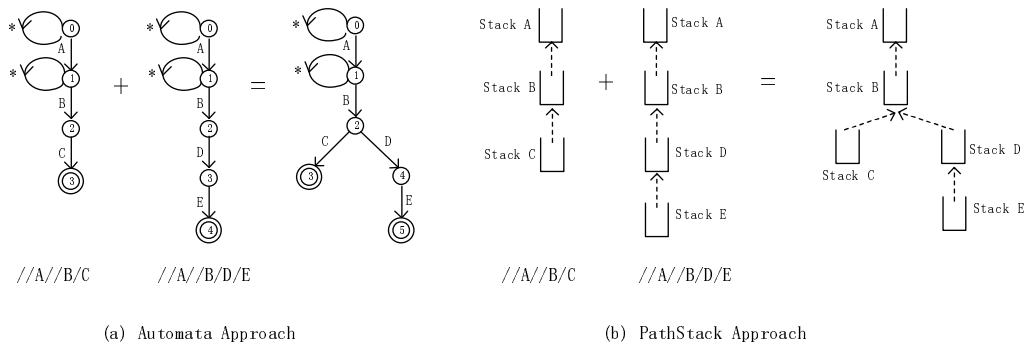 * 0 * 0 * 0
A A A
* 1 * 1 * 1
+ =
B B B
2 2 2
C D C D
3 3 3 4
E E
4 5
//A//B/C //A//B/D/E
(a) Automata Approach
Stack A Stack A Stack A
Stack B Stack B Stack B
+ =
Stack C Stack D Stack C Stack D
Stack E Stack E
//A//B/C //A//B/D/E
(b) PathStack Approach